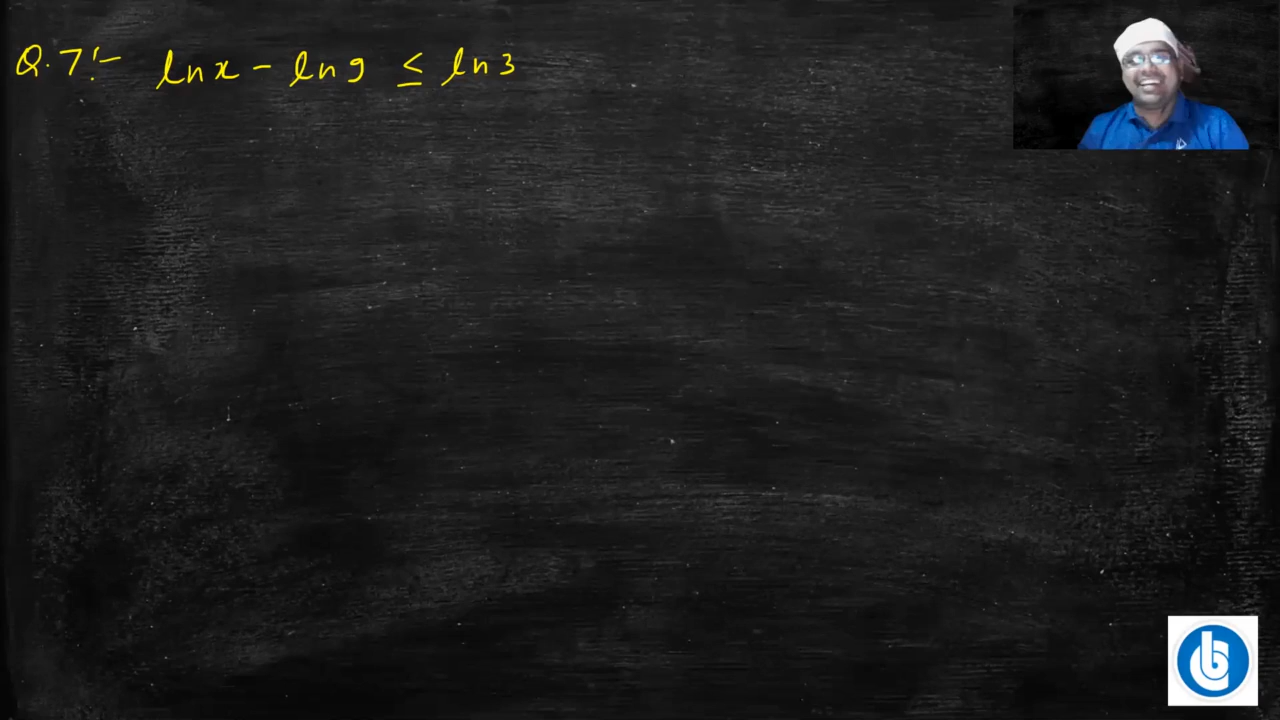 Q.7:- ln x - ln 9 ≤ ln 3